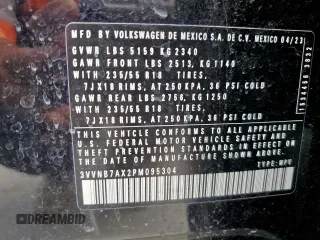 MFD BY VOLKSWAGEN DE MEXICO S.A. DE C.V. MEXICO 04/23
GVWR LBS 5159 KG 2340
GAWR FRONT LBS 2513, KG 1140
WITH 235/55 R18 TIRES,
7JX18 RIMS, AT 250 KPA, 36 PSI COLD
GAWR REAR LBS 2756, KG 1250
WITH 235/55 R18 TIRES,
7JX18 RIMS, AT 250 KPA, 36 PSI COLD
THIS VEHICLE CONFORMS TO ALL APPLICABLE
U.S. FEDERAL MOTOR VEHICLE SAFETY AND
THEFT PREVENTION STANDARDS IN EFFECT ON
THE DATE OF MANUFACTURE SHOWN ABOVE.
3VVNB7AX2PM095304
TYPE: MPV
DREAMBID